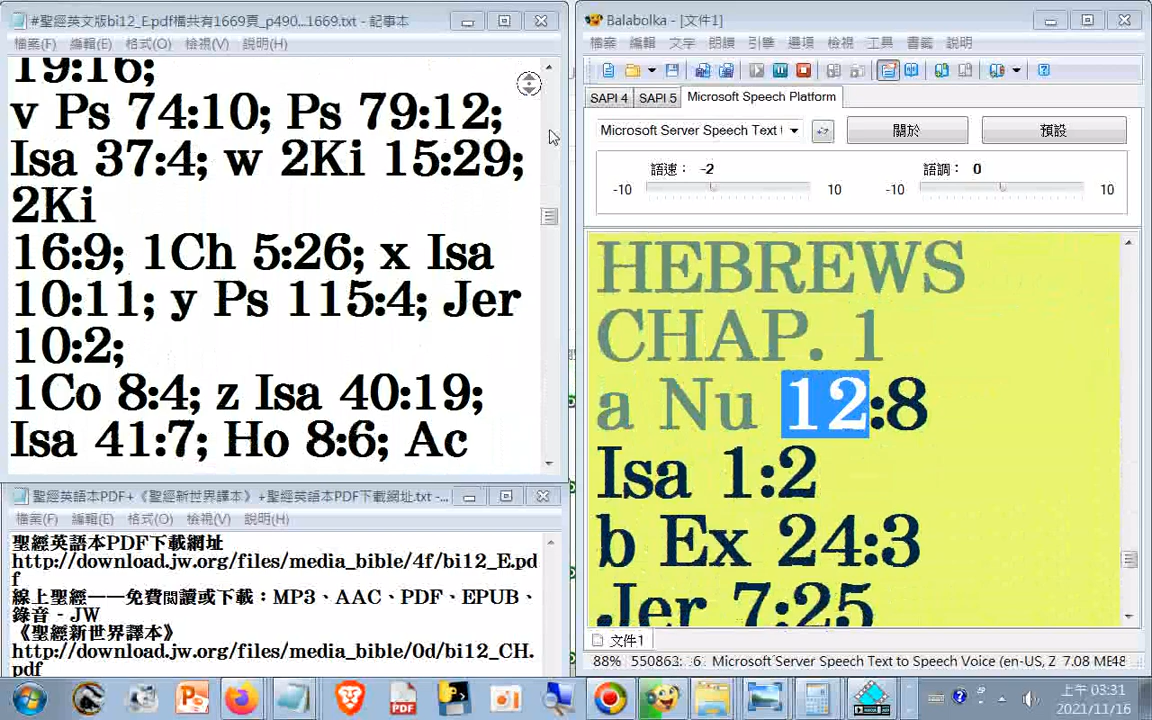 #聖經英文版bi12_E.pdf檔共有1669頁_p490...1669.txt - 記事本
檔案(F) 編輯(E) 格式(O) 檢視(V) 說明(H)
19:16;
v Ps 74:10; Ps 79:12;
Isa 37:4; w 2Ki 15:29;
2Ki
16:9; 1Ch 5:26; x Isa
10:11; y Ps 115:4; Jer
10:2;
1Co 8:4; z Isa 40:19;
Isa 41:7; Ho 8:6; Ac
聖經英語本PDF+《聖經新世界譯本》+聖經英語本PDF下載網址.txt -...
檔案(F) 編輯(E) 格式(O) 檢視(V) 說明(H)
聖經英語本PDF下載網址
http://download.jw.org/files/media_bible/4f/bi12_E.pd
f
線上聖經——免費閱讀或下載：MP3、AAC、PDF、EPUB、
錄音 - JW
《聖經新世界譯本》
http://download.jw.org/files/media_bible/0d/bi12_CH.
pdf
Balabolka - [文件1]
檔案 編輯 文字 朗讀 引擎 選項 檢視 工具 書籤 說明
SAPI 4 SAPI 5 Microsoft Speech Platform
Microsoft Server Speech Text 關於 預設
語速： -2 語調： 0
-10 10 -10 10
HEBREWS
CHAP. 1
a Nu 12:8
Isa 1:2
b Ex 24:3
Jer 7:25
文件1
88% 550863: 6 Microsoft Server Speech Text to Speech Voice (en-US, Z 7.08 ME48
上午 03:31
2021/11/16